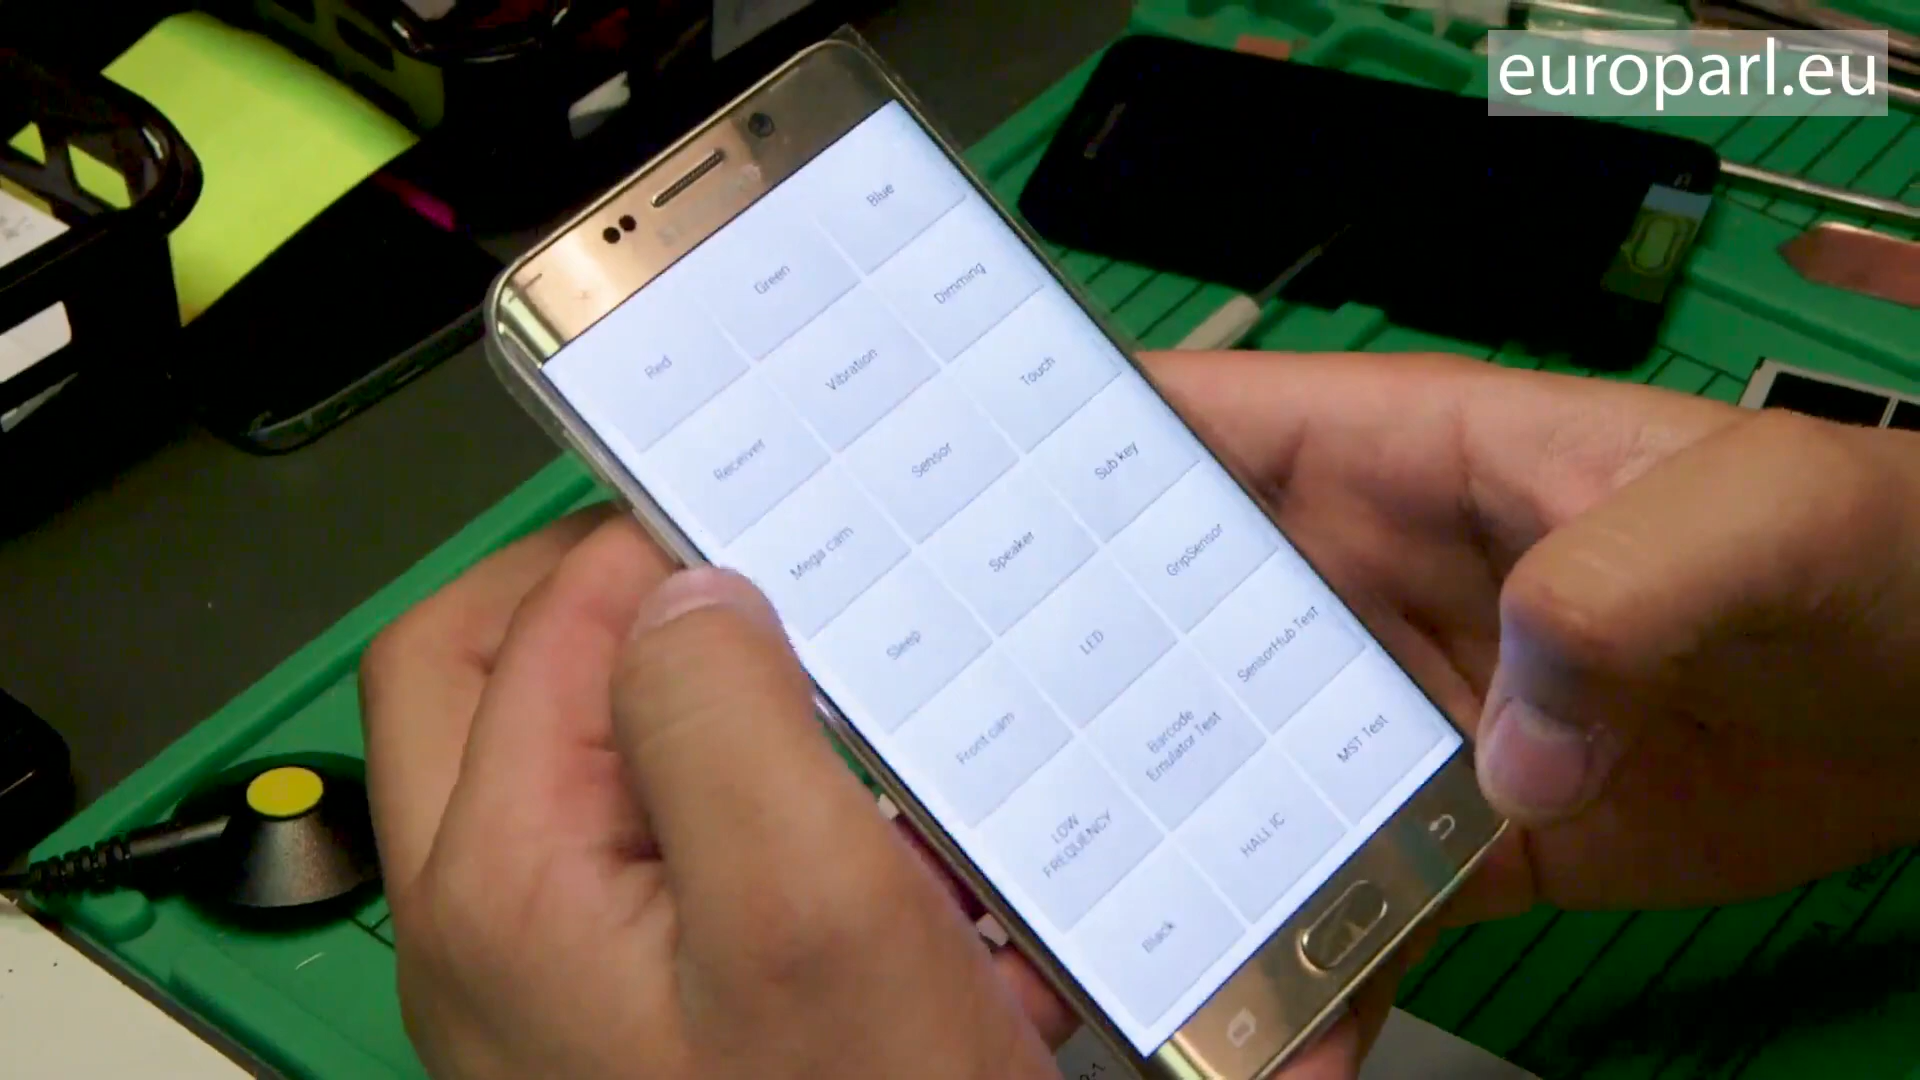 europarl.eu
Red
Green
Blue
Receiver
Vibration
Dimming
Mega cam
Sensor
Touch
Sleep
Speaker
Sub key
Front cam
LED
GripSensor
LOW
FREQUENCY
Barcode
Emulator Test
SensorHub Test
Black
HALL IC
MST Test